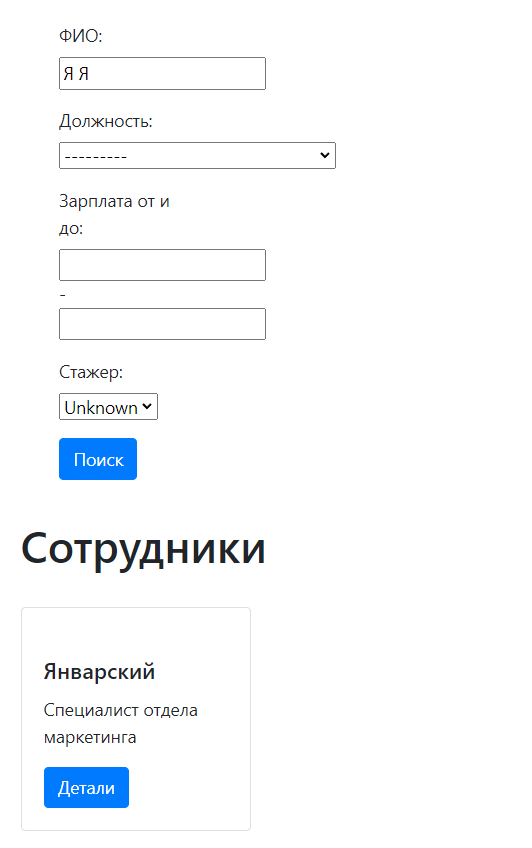 ФИО:
Я Я
Должность:
---------
Зарплата от и
до:
-
Стажер:
Unknown
Поиск
Сотрудники
Январский
Специалист отдела
маркетинга
Детали